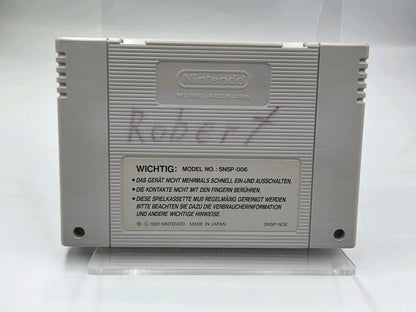 Nintendo
PAT. PEND. MADE IN JAPAN
Robert
WICHTIG: MODEL NO.: SNSP-006
• DAS GERÄT NICHT MEHRMALS SCHNELL EIN-UND AUSSCHALTEN.
• DIE KONTAKTE NICHT MIT DEN FINGERN BERÜHREN.
• DIESE SPIELKASSETTE MUß REGELMÄßIG GEREINIGT WERDEN.
BITTE BEACHTEN SIE DAZU DIE VERBRAUCHERINFORMATION
UND ANDERE WICHTIGE HINWEISE.
© 1992 NINTENDO MADE IN JAPAN SNSP-NOE